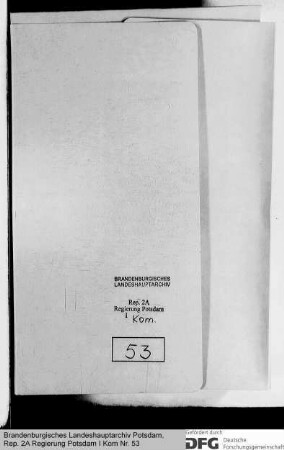 BRANDENBURGISCHES
LANDESHAUPTARCHIV
Rep. 2A
Regierung Potsdam
I Kom.
53
Brandenburgisches Landeshauptarchiv Potsdam,
Rep. 2A Regierung Potsdam I Kom Nr. 53
Gefördert durch
DFG Deutsche
Forschungsgemeinschaft